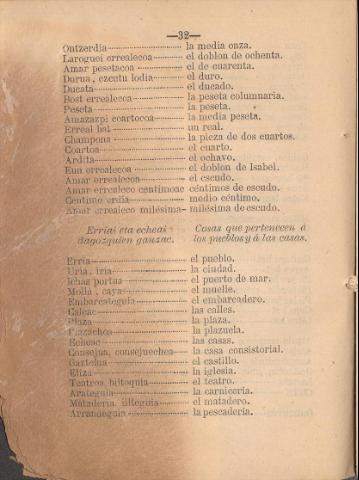 —32—
Ontzerdia — la media onza.
Laroguei errealecoa — el doblon de ochenta.
Amar pesetacoa — el de cuarenta.
Durua, ezcutu lodia — el duro.
Ducata — el ducado.
Bost errealecoa — la peseta columnaria.
Peseta — la peseta.
Amazazpi coartocoa — la media peseta.
Erreal bat — un real.
Champona — la pieza de dos cuartos.
Coartoa — el cuarto.
Ardita — el ochavo.
Eun errealecoa — el doblon de Isabel.
Amar errealecoa — el escudo.
Amar errealeco centimoac céntimos de escudo.
Centimo erdia — medio céntimo.
Amar errealeco milésima — milésima de escudo.
Erriai eta echeai Cosas que pertenecen á
dagozquien gauzac. los pueblos y á las casas.
Erria — el pueblo.
Uria, iria — la ciudad.
Ichas portua — el puerto de mar.
Molla, caya — el muelle.
Embarcateguia — el embarcadero.
Caleac — las calles.
Plaza — la plaza.
Plazachoa — la plazuela.
Echeac — las casas.
Consejua, consejuechea — la casa consistorial.
Gaztelua — el castillo.
Eliza — la iglesia.
Teatroa, — el teatro.
Arateguia — la carnicería.
Mataderia, illteguia — el matadero.
Arrandeguia — la pescadería.